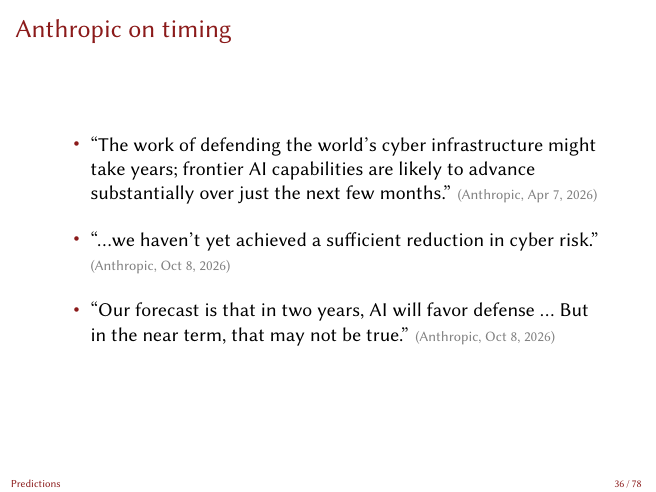 Anthropic on timing
• “The work of defending the world’s cyber infrastructure might
take years; frontier AI capabilities are likely to advance
substantially over just the next few months.” (Anthropic, Apr 7, 2026)
• “...we haven’t yet achieved a sufficient reduction in cyber risk.”
(Anthropic, Oct 8, 2026)
• “Our forecast is that in two years, AI will favor defense ... But
in the near term, that may not be true.” (Anthropic, Oct 8, 2026)
Predictions
36 / 78